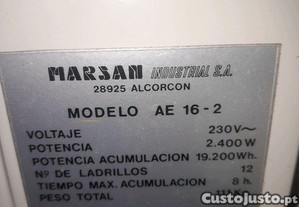 MARSAN INDUSTRIAL S.A.
28925 ALCORCON
MODELO AE 16-2
VOLTAJE 230V~
POTENCIA 2.400W
POTENCIA ACUMULACION 19.200Wh.
Nº DE LADRILLOS 12
TIEMPO MAX. ACUMULACION 8 h.
PESO TOTAL
CustoJusto.pt